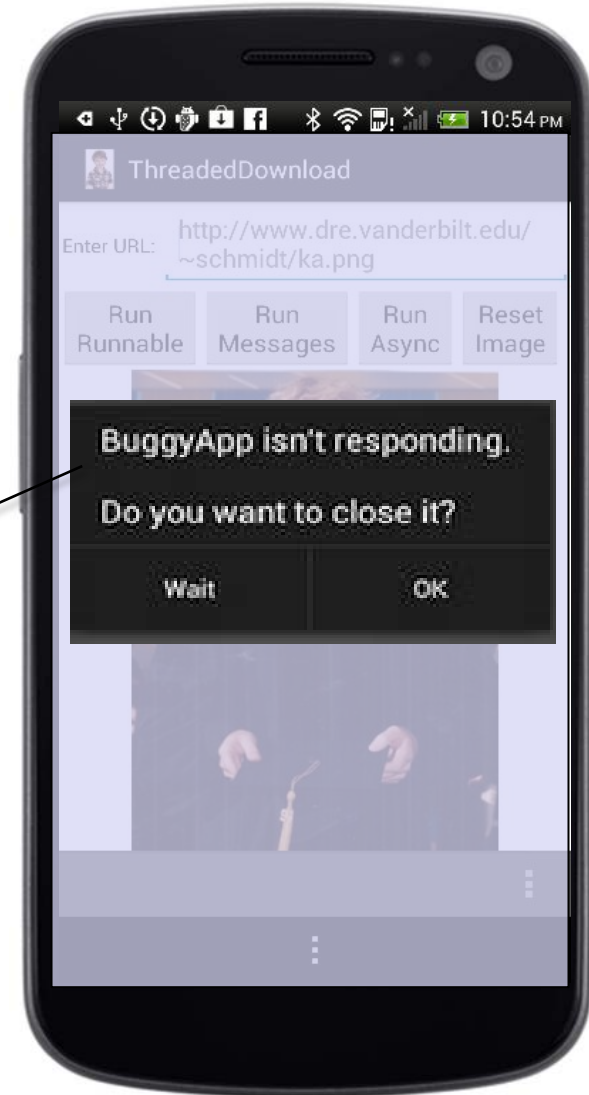 10:54 PM
ThreadedDownload
Enter URL:
http://www.dre.vanderbilt.edu/
~schmidt/ka.png
Run
Runnable
Run
Messages
Run
Async
Reset
Image
BuggyApp isn't responding.
Do you want to close it?
Wait
OK